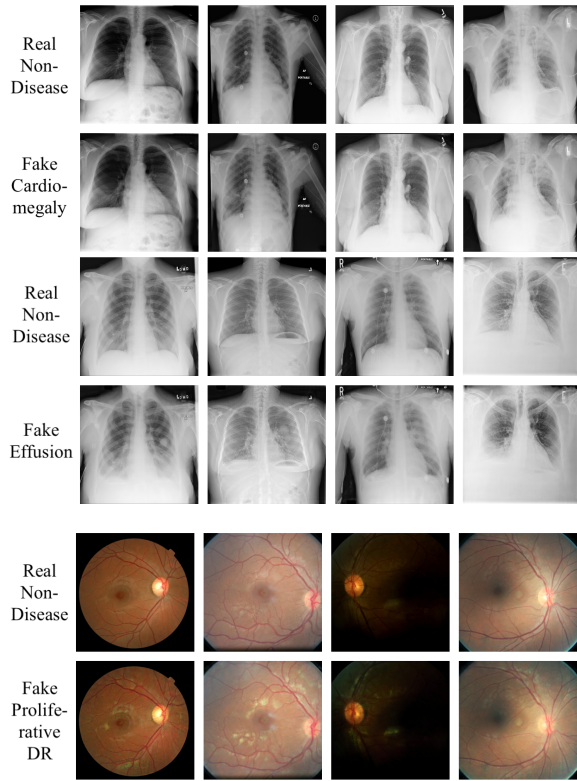 Real
Non-
Disease
Fake
Cardio-
megaly
Real
Non-
Disease
Fake
Effusion
Real
Non-
Disease
Fake
Prolife-
rative
DR